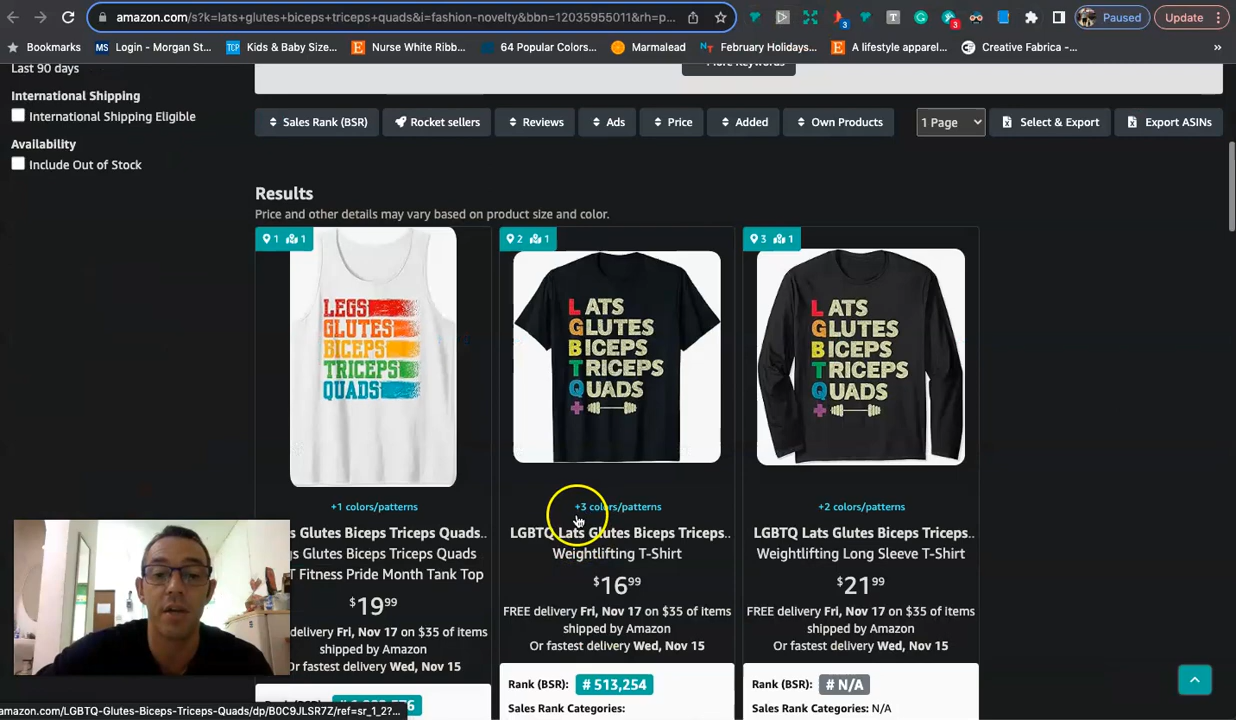 amazon.com/s?k=lats+glutes+biceps+triceps+quads&i=fashion-novelty&bbn=12035955011&rh=p...
3
T
3
Paused
Update
Bookmarks
MS Login - Morgan St...
TCP Kids & Baby Size...
E Nurse White Ribb...
64 Popular Colors...
Marmalead
NT February Holidays...
E A lifestyle apparel...
CF Creative Fabrica -...
»
Last 90 days
International Shipping
International Shipping Eligible
Availability
Include Out of Stock
Sales Rank (BSR)
Rocket sellers
Reviews
Ads
Price
Added
Own Products
1 Page
Select & Export
Export ASINs
Results
Price and other details may vary based on product size and color.
1 1
LEGS
GLUTES
BICEPS
TRICEPS
QUADS
+1 colors/patterns
s Glutes Biceps Triceps Quads..
gs Glutes Biceps Triceps Quads
T Fitness Pride Month Tank Top
$19 99
delivery Fri, Nov 17 on $35 of items
shipped by Amazon
Or fastest delivery Wed, Nov 15
2 1
LATS
GLUTES
BICEPS
TRICEPS
QUADS
+
+3 colors/patterns
LGBTQ Lats Glutes Biceps Triceps..
Weightlifting T-Shirt
$16 99
FREE delivery Fri, Nov 17 on $35 of items
shipped by Amazon
Or fastest delivery Wed, Nov 15
Rank (BSR): # 513,254
Sales Rank Categories:
3 1
LATS
GLUTES
BICEPS
TRICEPS
QUADS
+
+2 colors/patterns
LGBTQ Lats Glutes Biceps Triceps..
Weightlifting Long Sleeve T-Shirt
$21 99
FREE delivery Fri, Nov 17 on $35 of items
shipped by Amazon
Or fastest delivery Wed, Nov 15
Rank (BSR): # N/A
Sales Rank Categories: N/A
amazon.com/LGBTQ-Glutes-Biceps-Triceps-Quads/dp/B0C9JLSR7Z/ref=sr_1_2?...